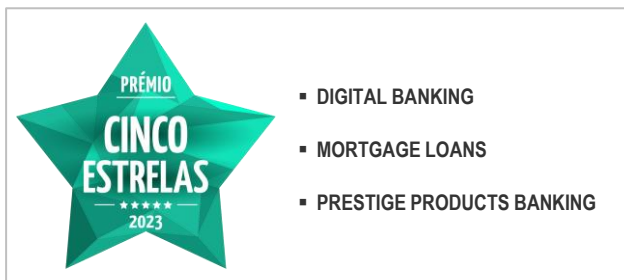 PRÉMIO
CINCO
ESTRELAS
★★★★★
2023
▪ DIGITAL BANKING
▪ MORTGAGE LOANS
▪ PRESTIGE PRODUCTS BANKING